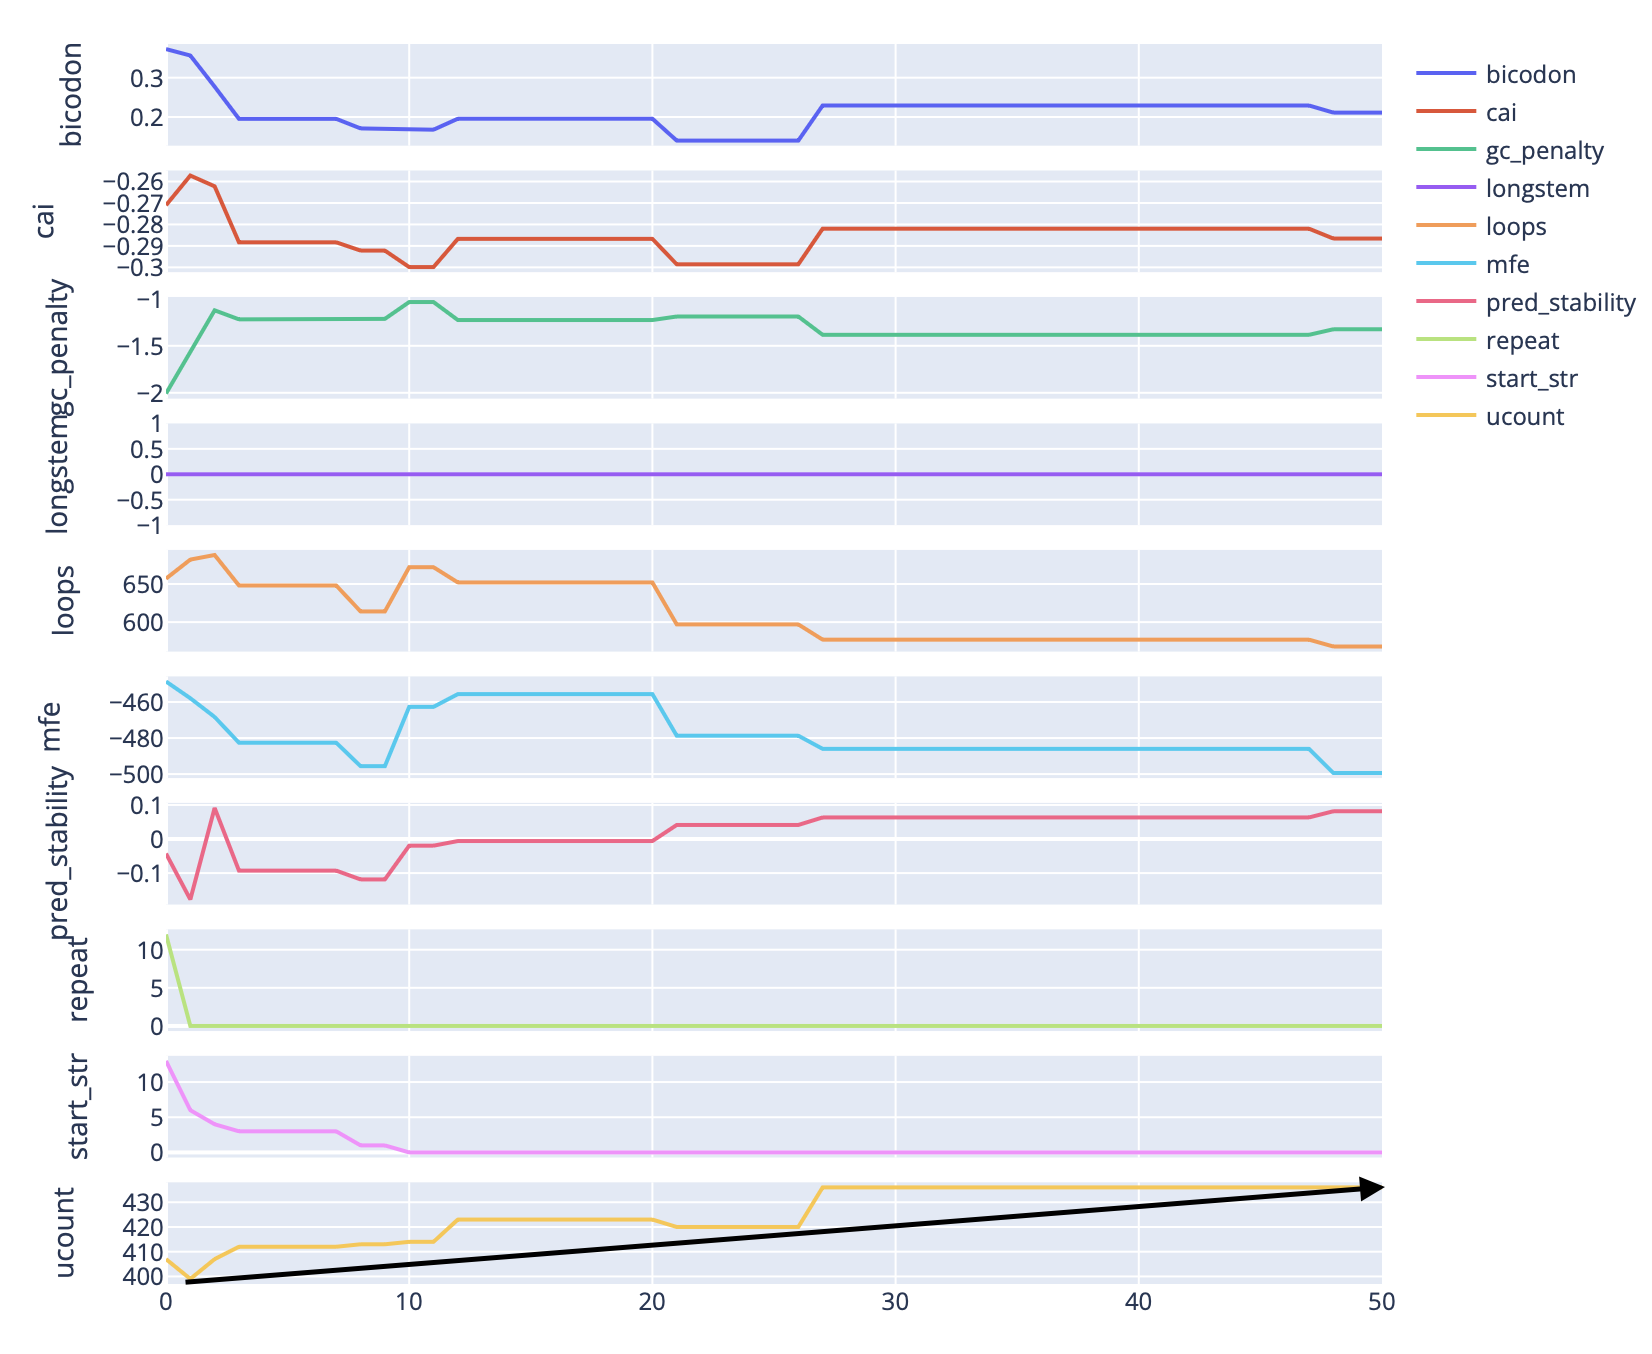 bicodon
0.3
0.2
cai
−0.26
−0.27
−0.28
−0.29
−0.3
gc_penalty
−1
−1.5
−2
longstem
1
0.5
0
−0.5
−1
loops
650
600
mfe
−460
−480
−500
pred_stability
0.1
0
−0.1
repeat
10
5
0
start_str
10
5
0
ucount
430
420
410
400
0 10 20 30 40 50
bicodon
cai
gc_penalty
longstem
loops
mfe
pred_stability
repeat
start_str
ucount